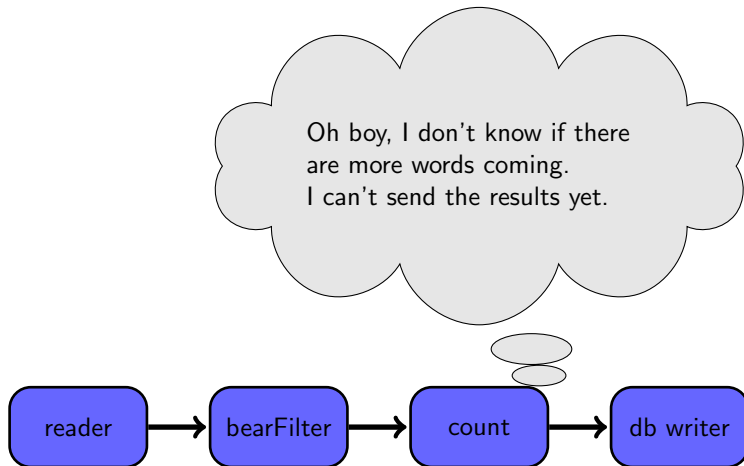 Oh boy, I don't know if there
are more words coming.
I can't send the results yet.
reader
bearFilter
count
db writer